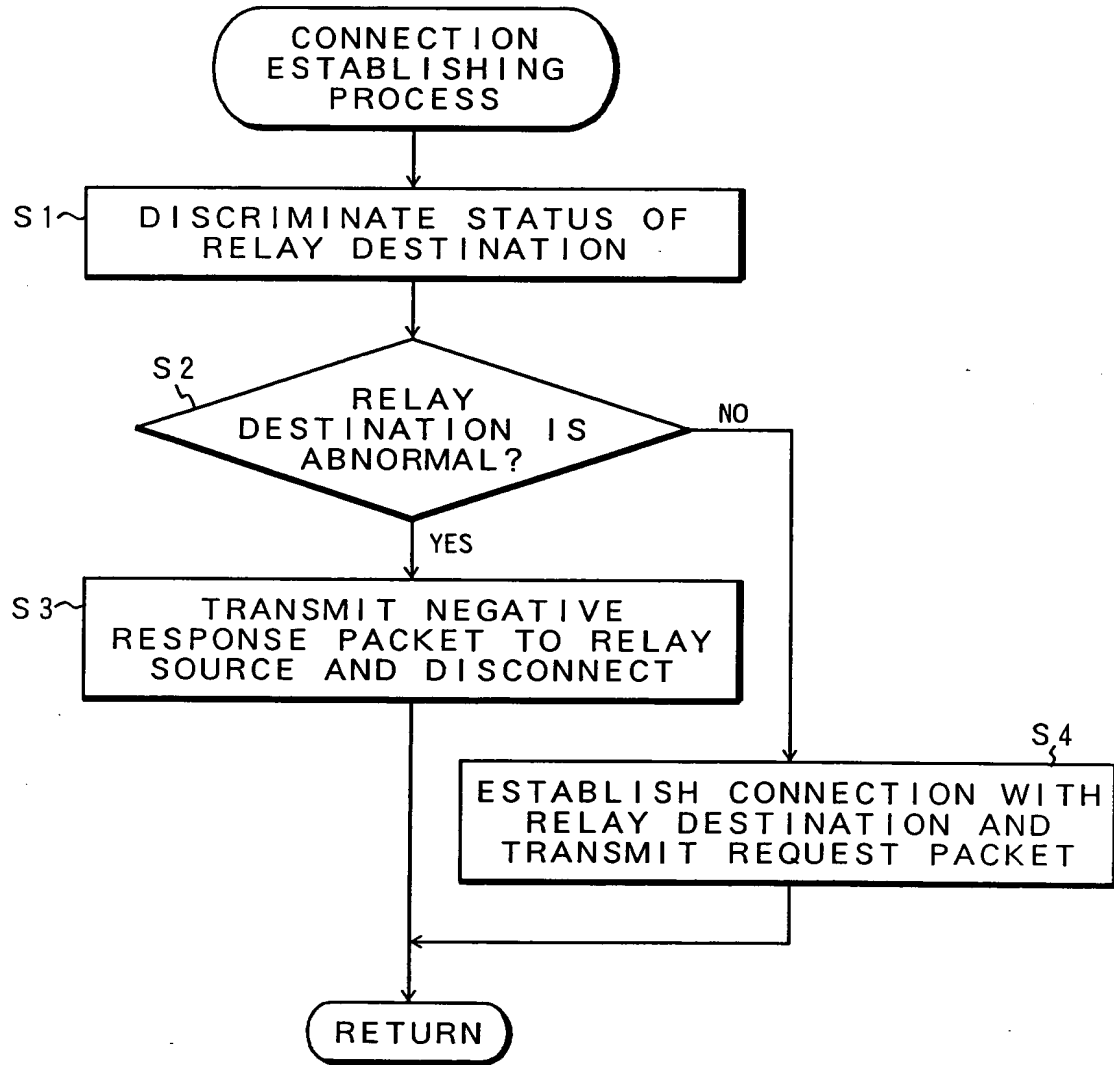 CONNECTION
ESTABLISHING
PROCESS
S1
DISCRIMINATE STATUS OF
RELAY DESTINATION
S2
RELAY
DESTINATION IS
ABNORMAL?
NO
YES
S3
TRANSMIT NEGATIVE
RESPONSE PACKET TO RELAY
SOURCE AND DISCONNECT
S4
ESTABLISH CONNECTION WITH
RELAY DESTINATION AND
TRANSMIT REQUEST PACKET
RETURN